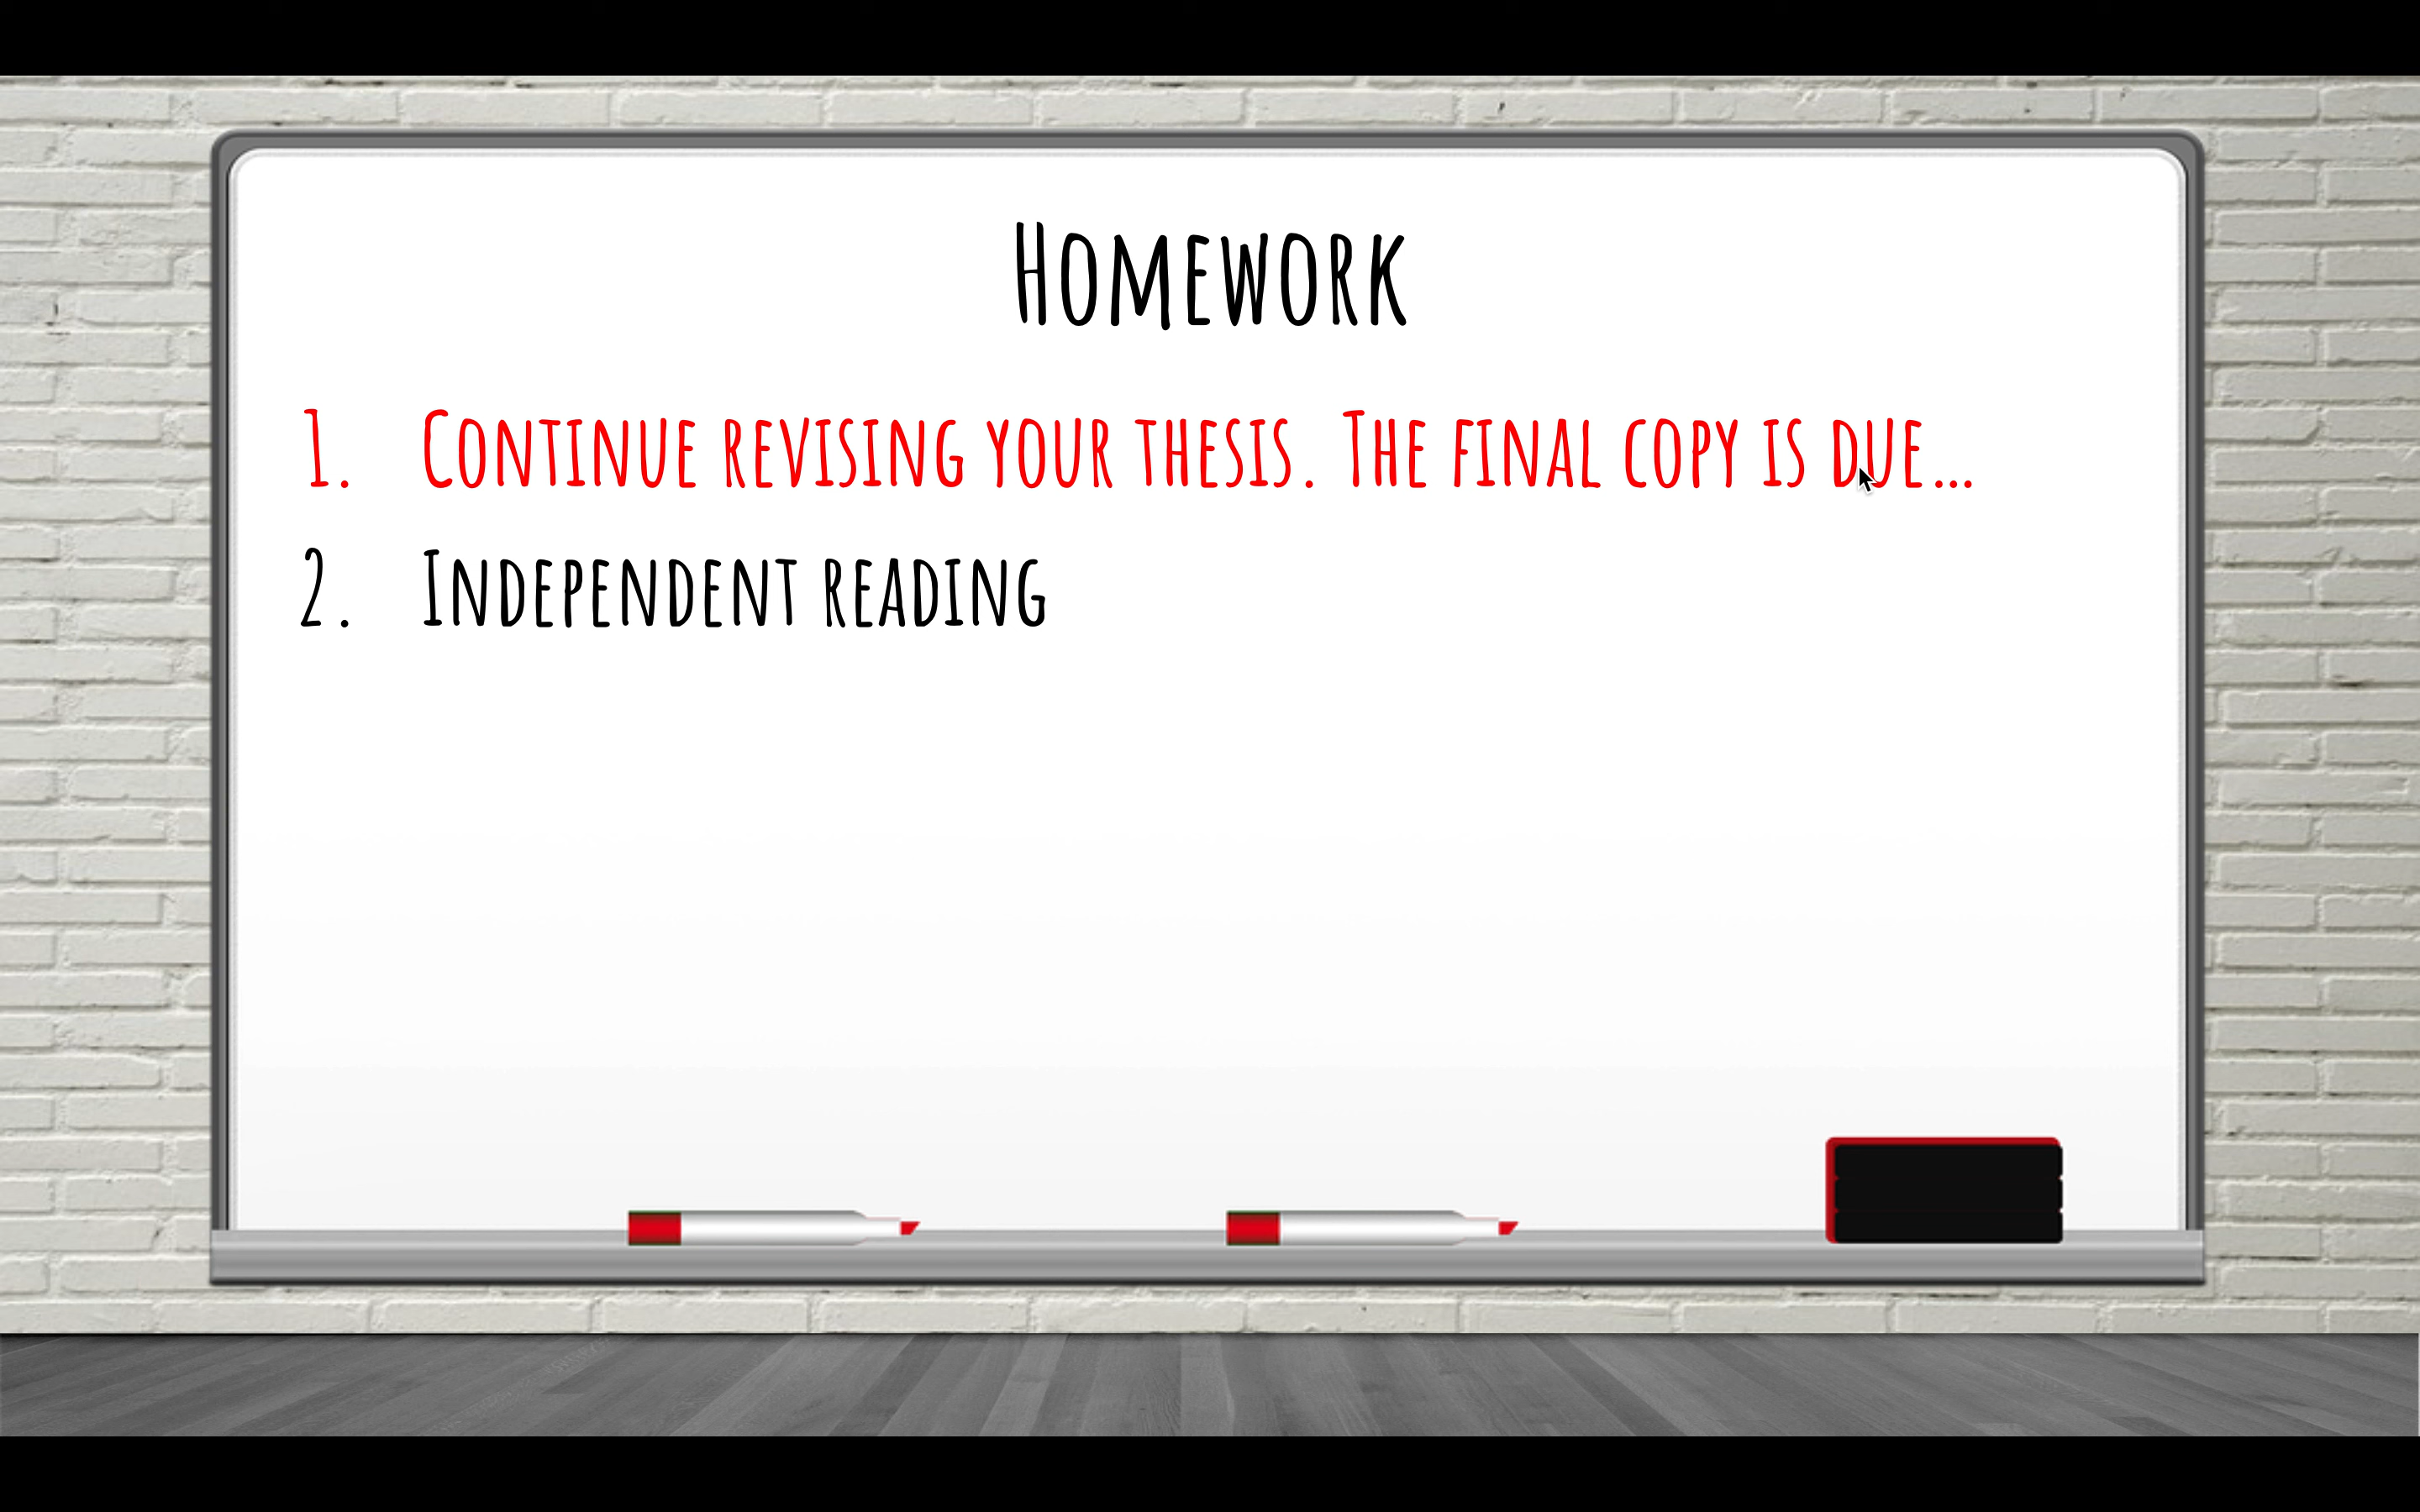 Homework
1. Continue revising your thesis. The final copy is due...
2. Independent reading